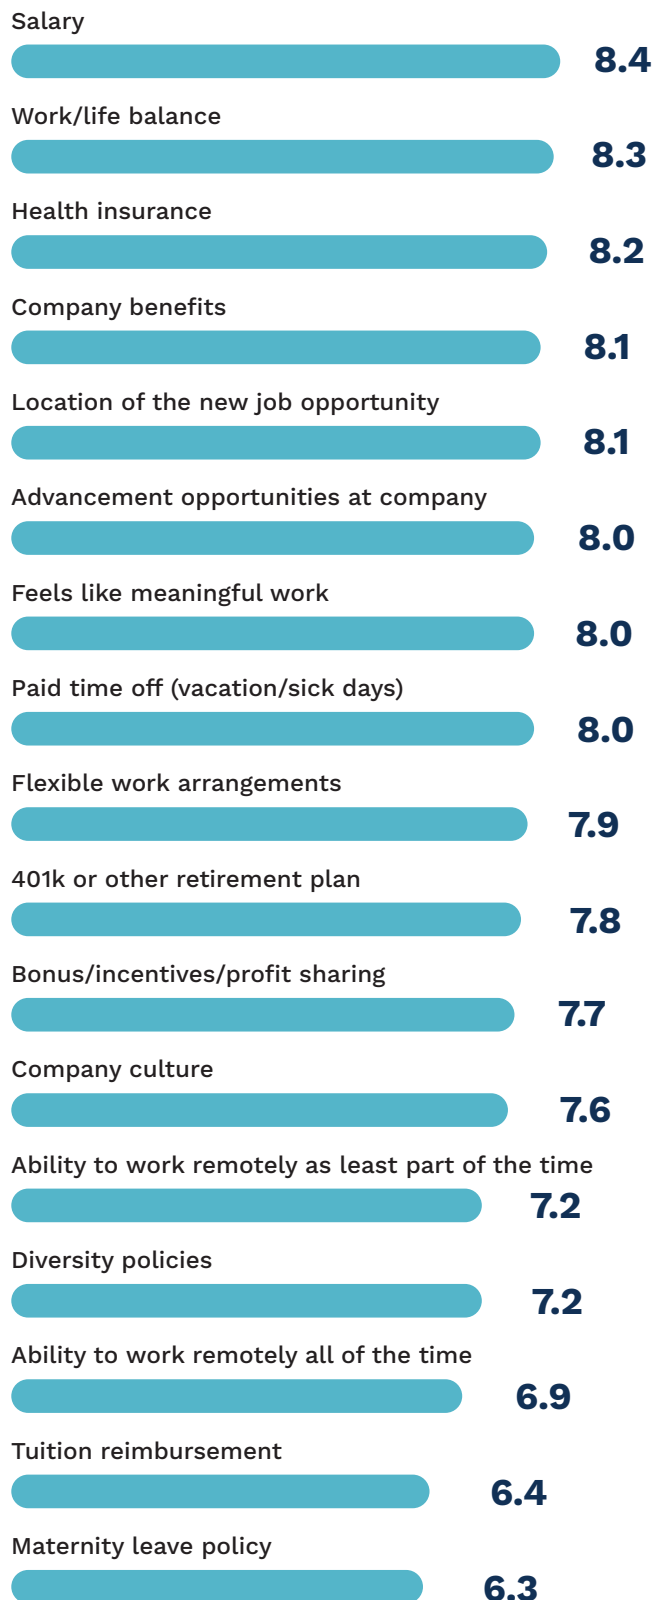 Salary
8.4
Work/life balance
8.3
Health insurance
8.2
Company benefits
8.1
Location of the new job opportunity
8.1
Advancement opportunities at company
8.0
Feels like meaningful work
8.0
Paid time off (vacation/sick days)
8.0
Flexible work arrangements
7.9
401k or other retirement plan
7.8
Bonus/incentives/profit sharing
7.7
Company culture
7.6
Ability to work remotely as least part of the time
7.2
Diversity policies
7.2
Ability to work remotely all of the time
6.9
Tuition reimbursement
6.4
Maternity leave policy
6.3